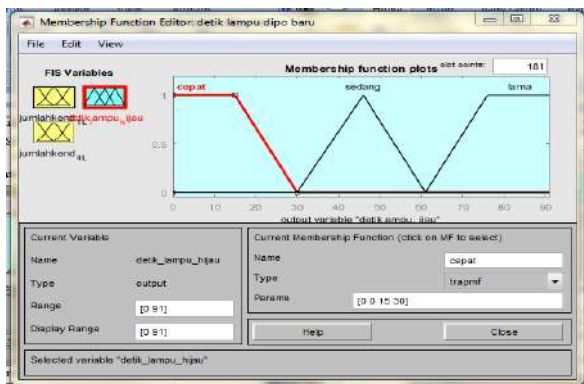 Membership Function Editor: detik lampu dipo baru
File Edit View
FIS Variables
Membership function plots plot points: 181
jumlahkend
jumlahkend 4L
cepat sedang lama
1
0.5
0
0 10 20 30 40 50 60 70 80 90
output variable
Current Variable
Name detik_lampu_hijau
Type output
Range [0 91]
Display Range [0 91]
Current Membership Function (click on MF to select)
Name cepat
Type trapmf
Params [0 0 15 30]
Help Close
Selected variable "detik_lampu_hijau"